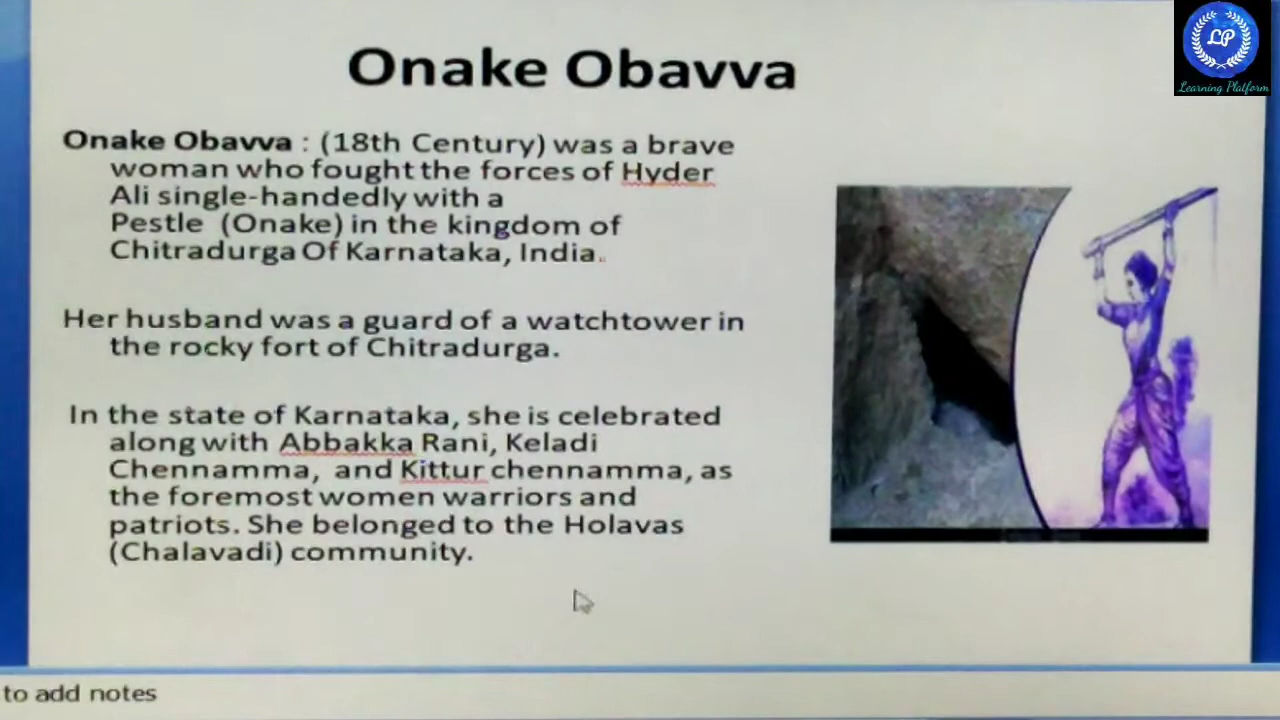 LP
Learning Platform
Onake Obavva
Onake Obavva : (18th Century) was a brave
woman who fought the forces of Hyder
Ali single-handedly with a
Pestle (Onake) in the kingdom of
Chitradurga Of Karnataka, India..
Her husband was a guard of a watchtower in
the rocky fort of Chitradurga.
In the state of Karnataka, she is celebrated
along with Abbakka Rani, Keladi
Chennamma, and Kittur chennamma, as
the foremost women warriors and
patriots. She belonged to the Holavas
(Chalavadi) community.
to add notes